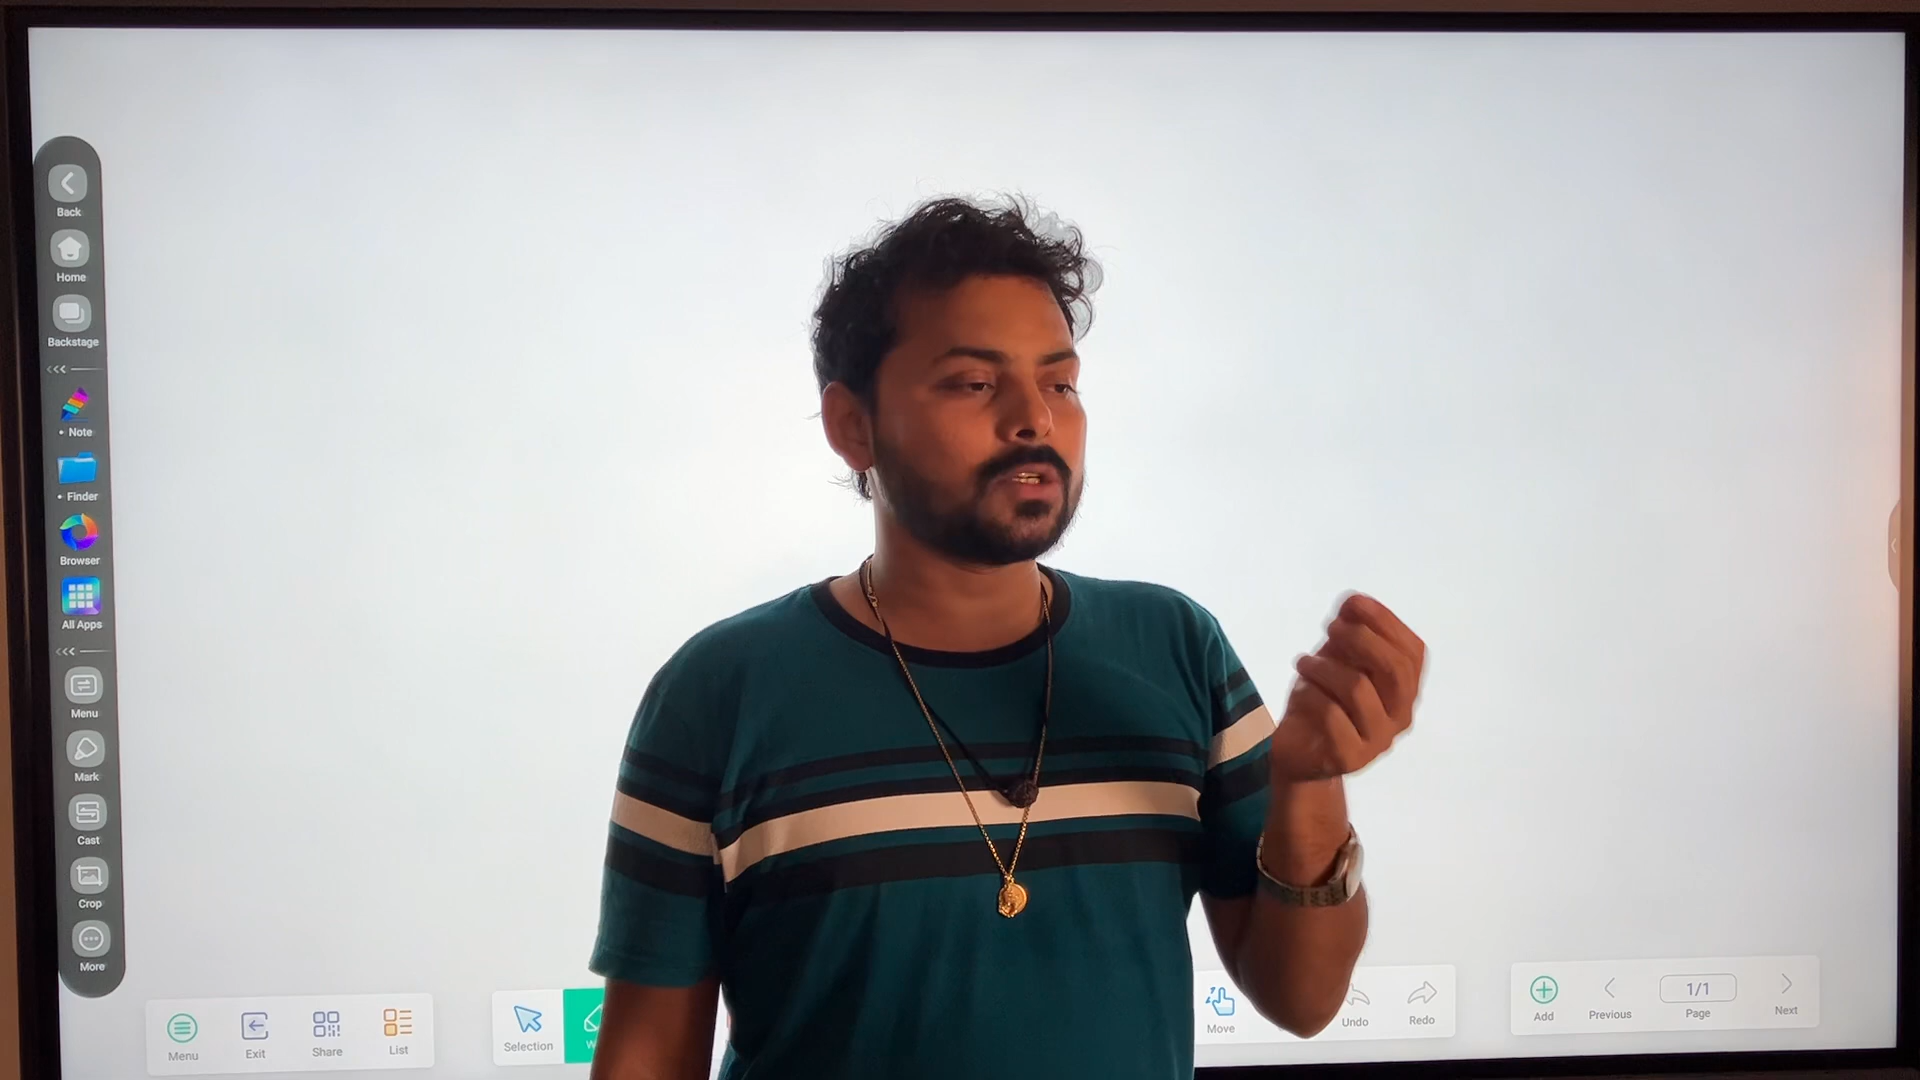 Back
Home
Backstage
• Note
• Finder
Browser
All Apps
Menu
Mark
Cast
Crop
More
Menu
Exit
Share
List
Selection
Move
Undo
Redo
Add
Previous
1/1
Page
Next